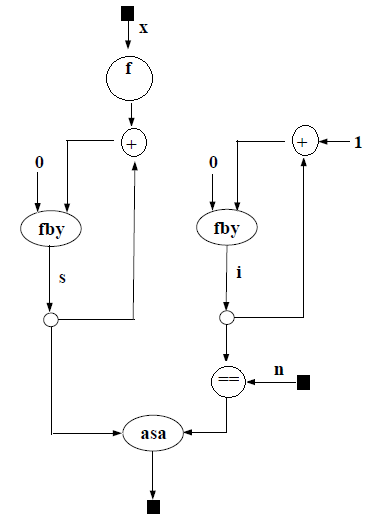 x
f
+
+
1
0
0
fby
fby
s
i
==
n
asa